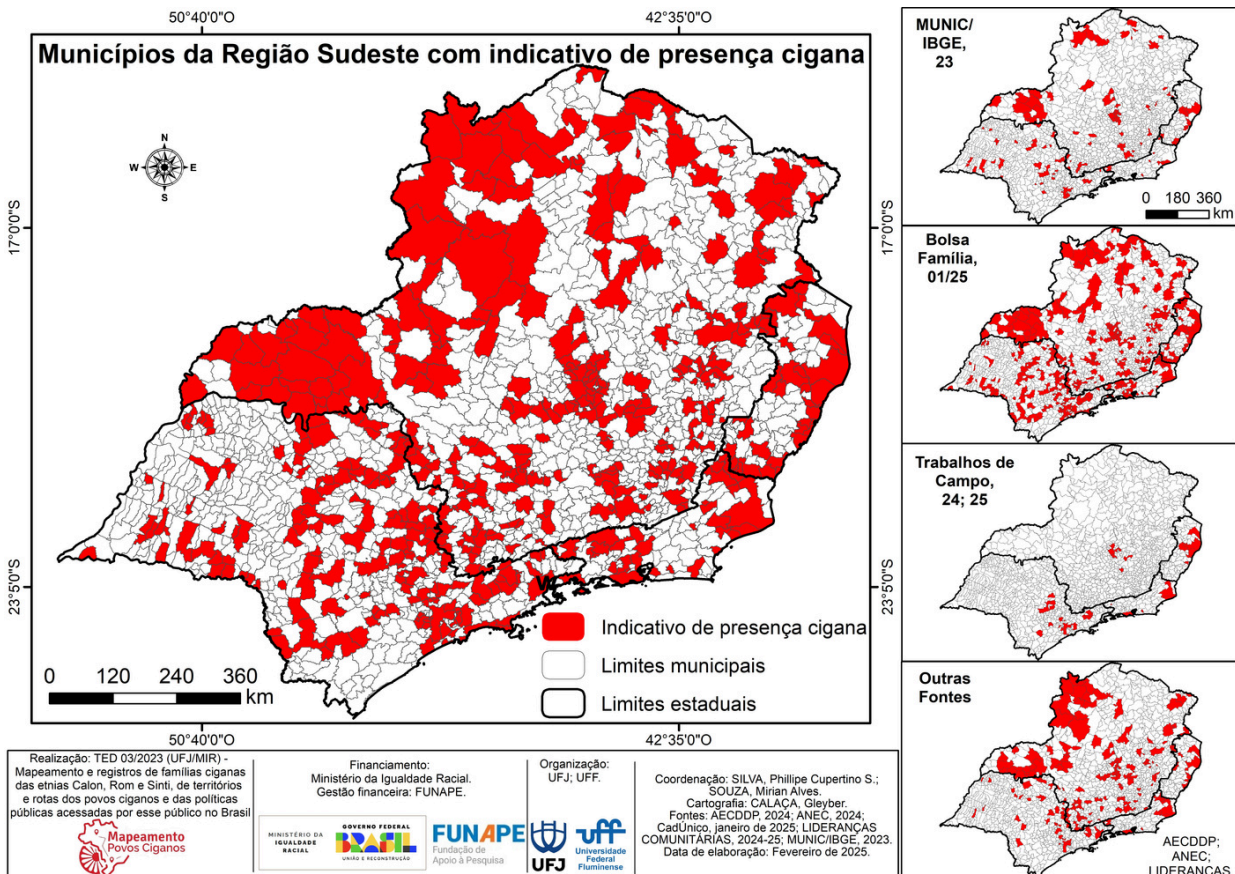 50°40'0"O
42°35'0"O
Municípios da Região Sudeste com indicativo de presença cigana
N
W
E
S
17°0'0"S
17°0'0"S
23°5'0"S
23°5'0"S
Indicativo de presença cigana
Limites municipais
Limites estaduais
0 120 240 360
km
50°40'0"O
42°35'0"O
MUNIC/
IBGE,
23
0 180 360
km
Bolsa
Família,
01/25
Trabalhos de
Campo,
24; 25
Outras
Fontes
AECDDP;
ANEC;
LIDERANÇAS
Realização: TED 03/2023 (UFJ/MIR) -
Mapeamento e registros de famílias ciganas
das etnias Calon, Rom e Sinti, de territórios
e rotas dos povos ciganos e das políticas
públicas acessadas por esse público no Brasil
Mapeamento
Povos Ciganos
Financiamento:
Ministério da Igualdade Racial.
Gestão financeira: FUNAPE.
MINISTÉRIO DA
IGUALDADE
RACIAL
GOVERNO FEDERAL
BRASIL
UNIÃO E RECONSTRUÇÃO
FUNAPE
Fundação de
Apoio à Pesquisa
Organização:
UFJ; UFF.
UFJ
uff
Universidade
Federal
Fluminense
Coordenação: SILVA, Phillipe Cupertino S.;
SOUZA, Mirian Alves.
Cartografia: CALAÇA, Gleyber.
Fontes: AECDDP, 2024; ANEC, 2024;
CadÚnico, janeiro de 2025; LIDERANÇAS
COMUNITÁRIAS, 2024-25; MUNIC/IBGE, 2023.
Data de elaboração: Fevereiro de 2025.